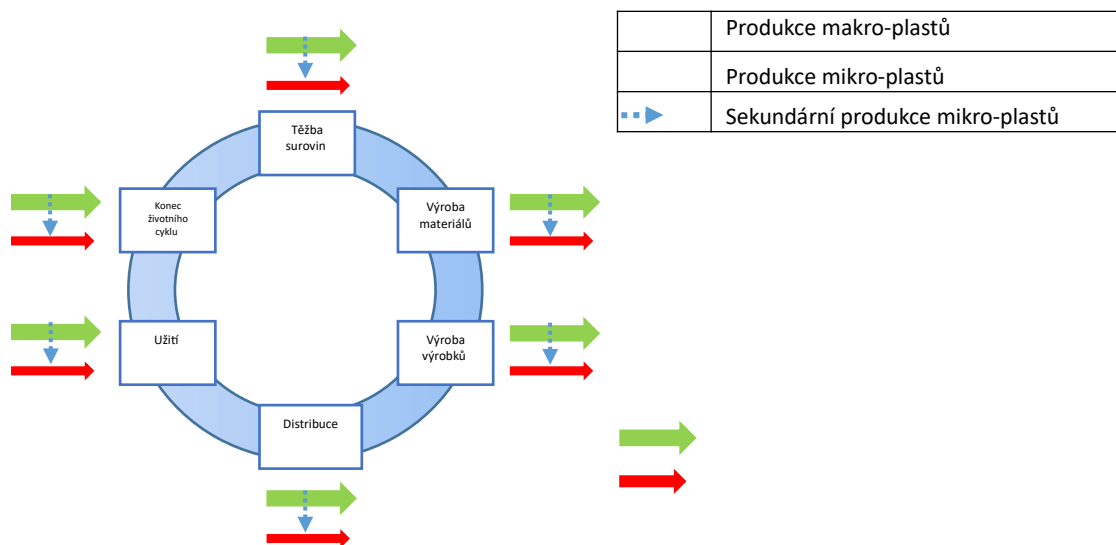 Produkce makro-plastů
Produkce mikro-plastů
Sekundární produkce mikro-plastů
Těžba
surovin
Konec
životního
cyklu
Výroba
materiálů
Užití
Výroba
výrobků
Distribuce